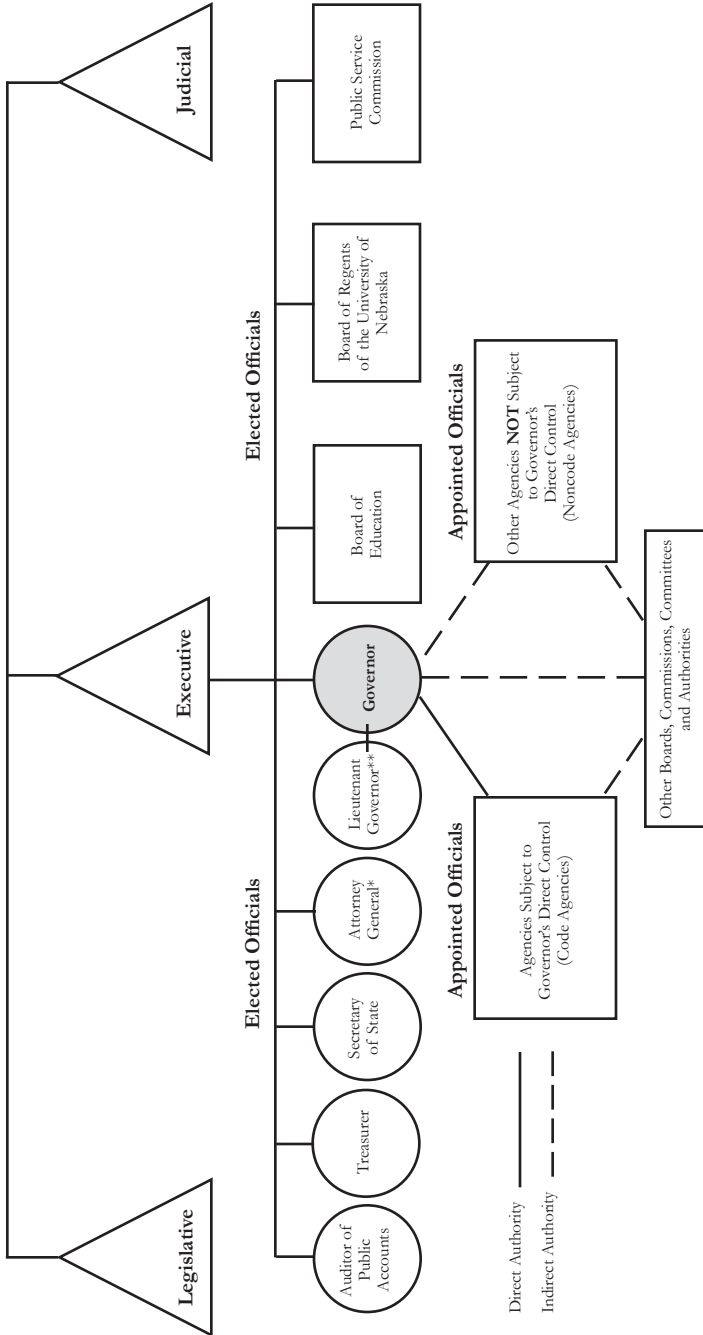 Legislative
Executive
Judicial
Elected Officials
Elected Officials
Auditor of
Public
Accounts
Treasurer
Secretary
of State
Attorney
General*
Lieutenant
Governor**
Governor
Board of
Education
Board of Regents
of the University of
Nebraska
Public Service
Commission
Appointed Officials
Appointed Officials
Agencies Subject to
Governor's Direct Control
(Code Agencies)
Other Agencies NOT Subject
to Governor's
Direct Control
(Noncode Agencies)
Other Boards, Commissions, Committees
and Authorities
Direct Authority
Indirect Authority